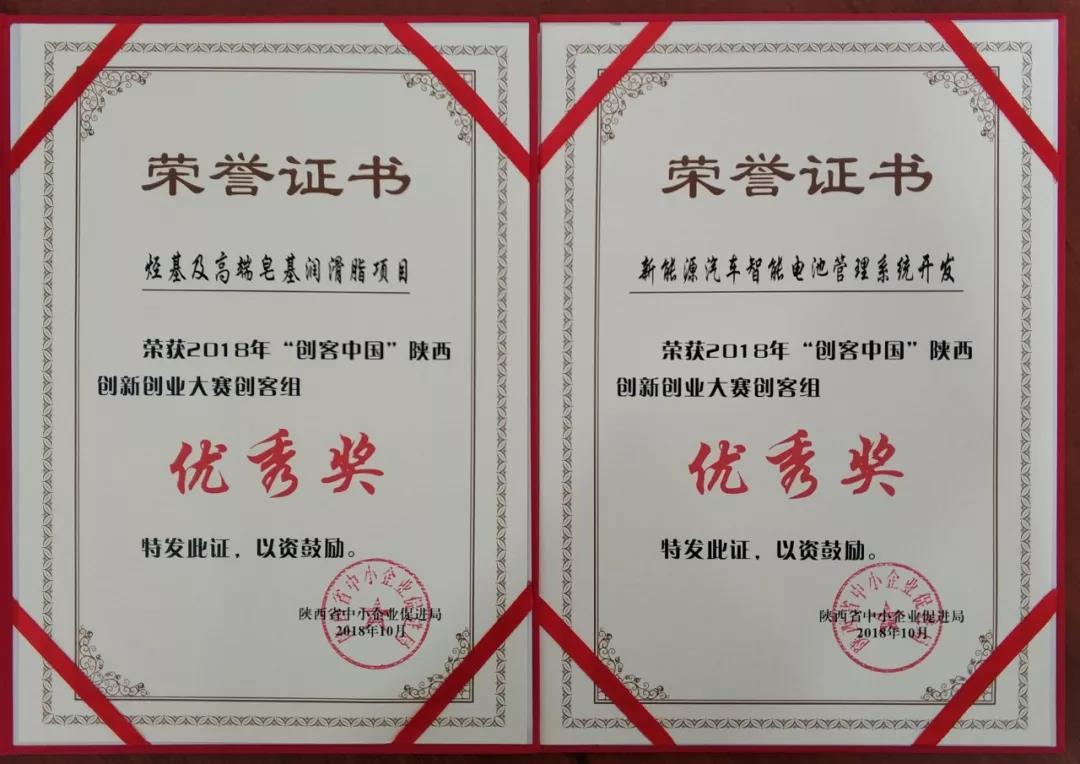 荣誉证书
烃基及高端皂基润滑脂项目
荣获2018年“创客中国”陕西
创新创业大赛创客组
优秀奖
特发此证，以资鼓励。
陕西省中小企业促进局
2018年10月
荣誉证书
新能源汽车智能电池管理系统开发
荣获2018年“创客中国”陕西
创新创业大赛创客组
优秀奖
特发此证，以资鼓励。
陕西省中小企业促进局
2018年10月